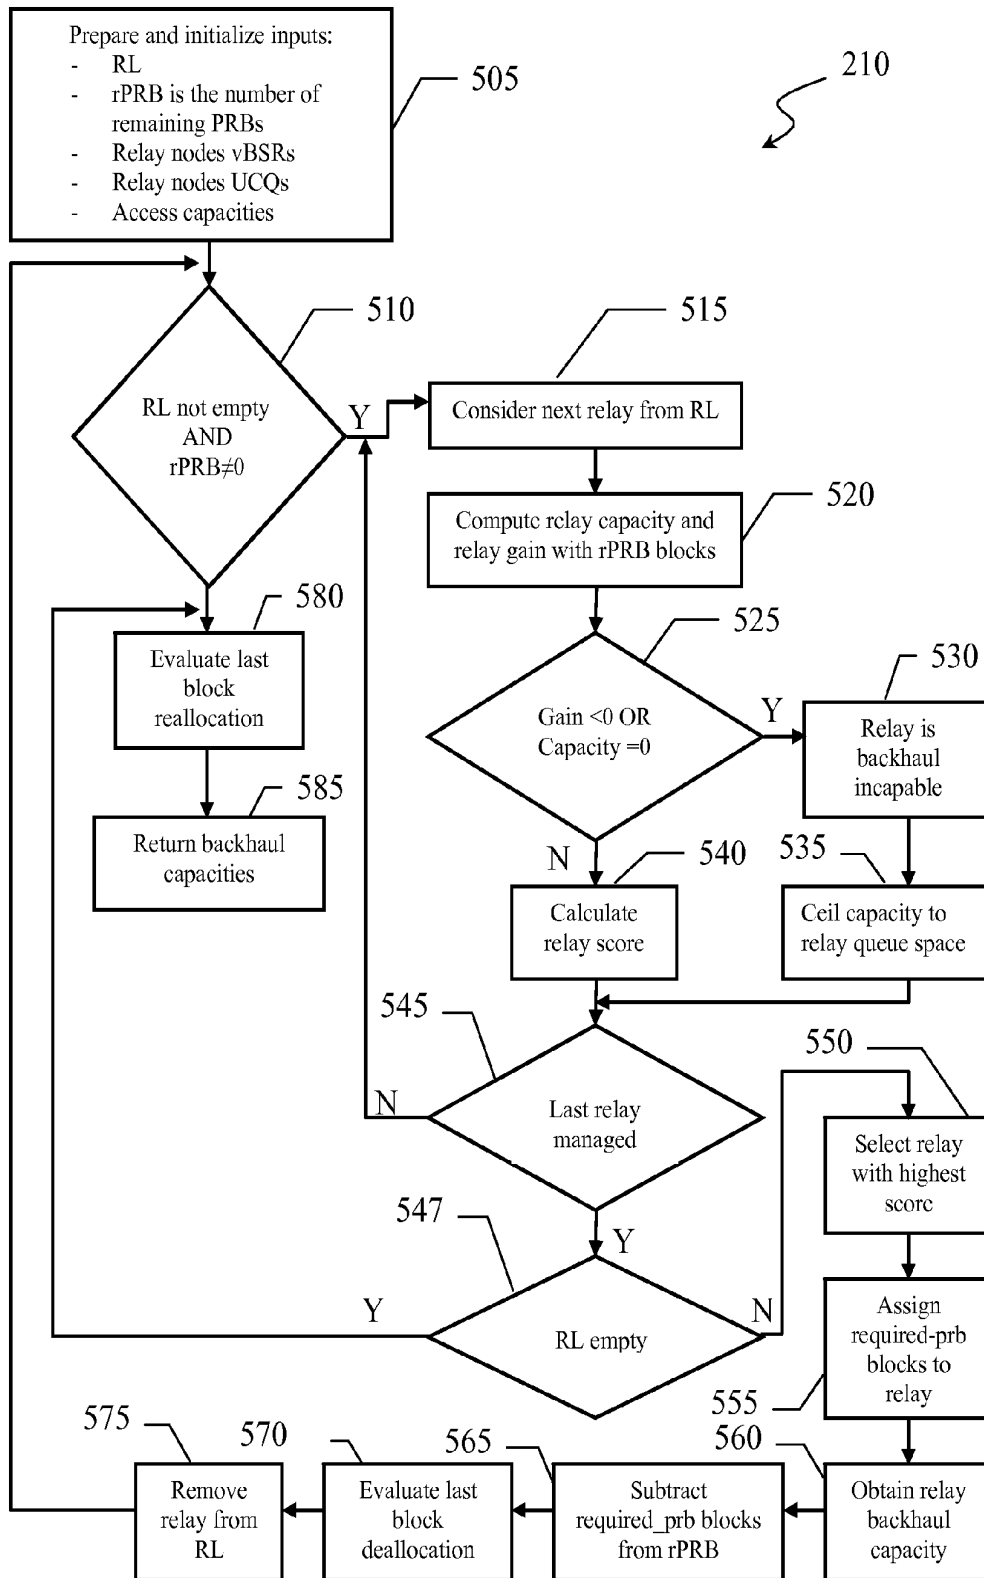 Prepare and initialize inputs:
- RL
- rPRB is the number of
remaining PRBs
- Relay nodes vBSRs
- Relay nodes UCQs
- Access capacities
505
210
510
RL not empty
AND
rPRB≠0
Y
515
Consider next relay from RL
520
Compute relay capacity and
relay gain with rPRB blocks
525
Gain <0 OR
Capacity =0
Y
N
530
Relay is
backhaul
incapable
535
Ceil capacity to
relay queue space
540
Calculate
relay score
580
Evaluate last
block
reallocation
585
Return backhaul
capacities
545
Last relay
managed
N
Y
547
RL empty
Y
N
550
Select relay
with highest
score
555
Assign
required-prb
blocks to
relay
560
Obtain relay
backhaul
capacity
565
Subtract
required_prb blocks
from rPRB
570
Evaluate last
block
deallocation
575
Remove
relay from
RL